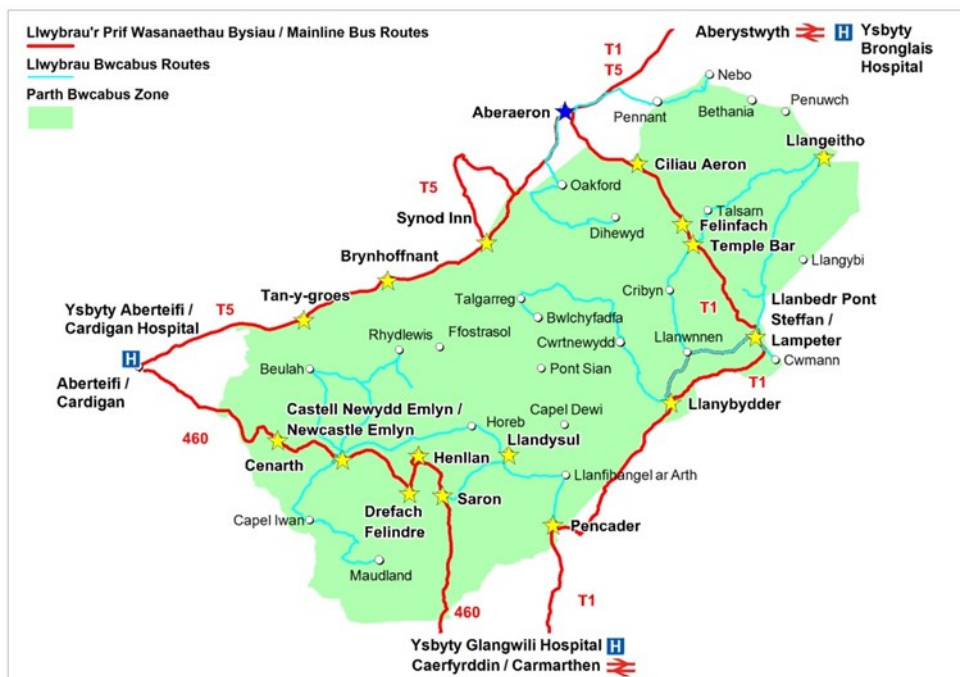 Llwybrau'r Prif Wasanaethau Bysiau / Mainline Bus Routes
Llwybrau Bwcabus Routes
Parth Bwcabus Zone
T1
T5
Aberystwyth
H
Ysbyty
Bronglais
Hospital
Nebo
Bethania
Penuwch
Pennant
Aberaeron
Llangeitho
Ciliau Aeron
T5
Oakford
Talsarn
Synod Inn
Dihewyd
Felinfach
Temple Bar
Brynhoffnant
Llangybi
Tan-y-groes
Talgarreg
Cribyn
Llanbedr Pont
Steffan /
Lampeter
Ysbyty Aberteifi /
Cardigan Hospital
T5
Bwlchyfadfa
T1
Rhydlewis
Ffostrasol
Cwrtnewydd
Llanwnnen
H
Beulah
Pont Sian
Cwmann
Aberteifi /
Cardigan
T1
Castell Newydd Emlyn /
Newcastle Emlyn
Capel Dewi
Llanybydder
460
Horeb
Llandysul
Cenarth
Henllan
Llanfibangel ar Arth
Drefach
Felindre
Saron
Capel Iwan
Pencader
Maudland
460
T1
Ysbyty Glangwili Hospital
H
Caerfyrddin / Carmarthen